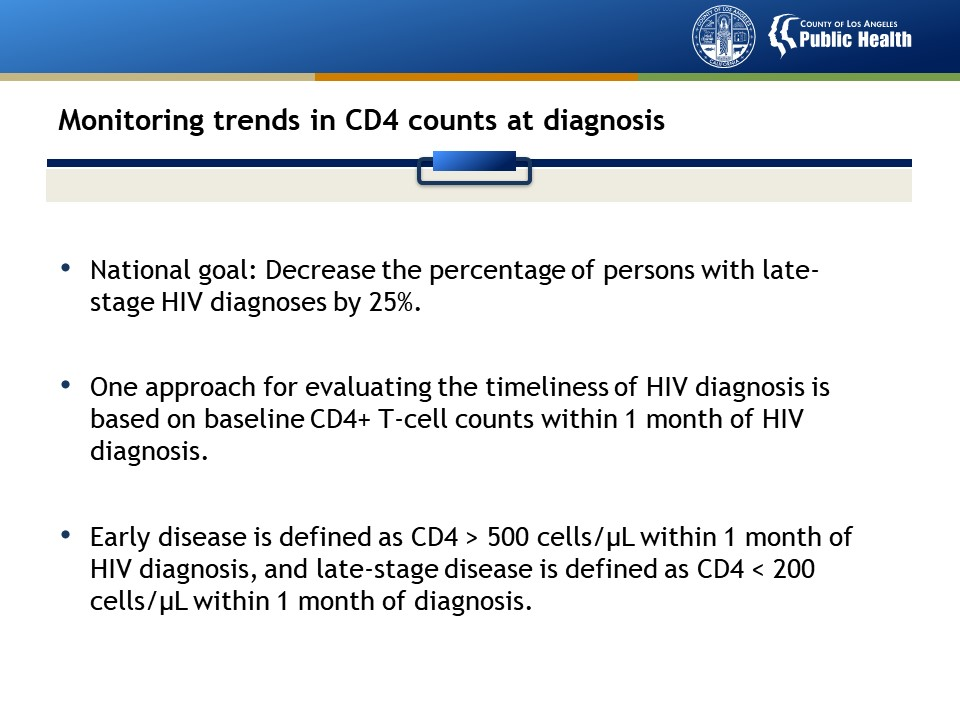 COUNTY OF LOS ANGELES
Public Health
Monitoring trends in CD4 counts at diagnosis
• National goal: Decrease the percentage of persons with late-
stage HIV diagnoses by 25%.
• One approach for evaluating the timeliness of HIV diagnosis is
based on baseline CD4+ T-cell counts within 1 month of HIV
diagnosis.
• Early disease is defined as CD4 > 500 cells/µL within 1 month of
HIV diagnosis, and late-stage disease is defined as CD4 < 200
cells/µL within 1 month of diagnosis.